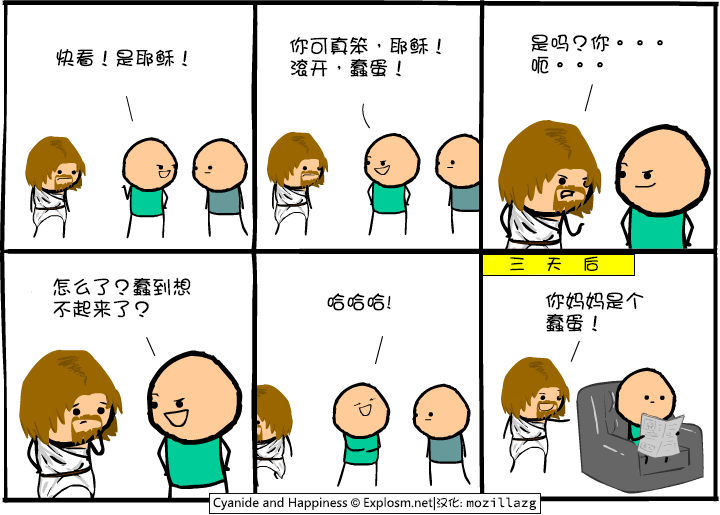 快看！是耶稣！
你可真笨，耶稣！
滚开，蠢蛋！
是吗？你・・・
呃・・・
怎么了？蠢到想
不起来了？
哈哈哈!
三 天 后
你妈妈是个
蠢蛋！
Cyanide and Happiness © Explosm.net|汉化: mozillazg